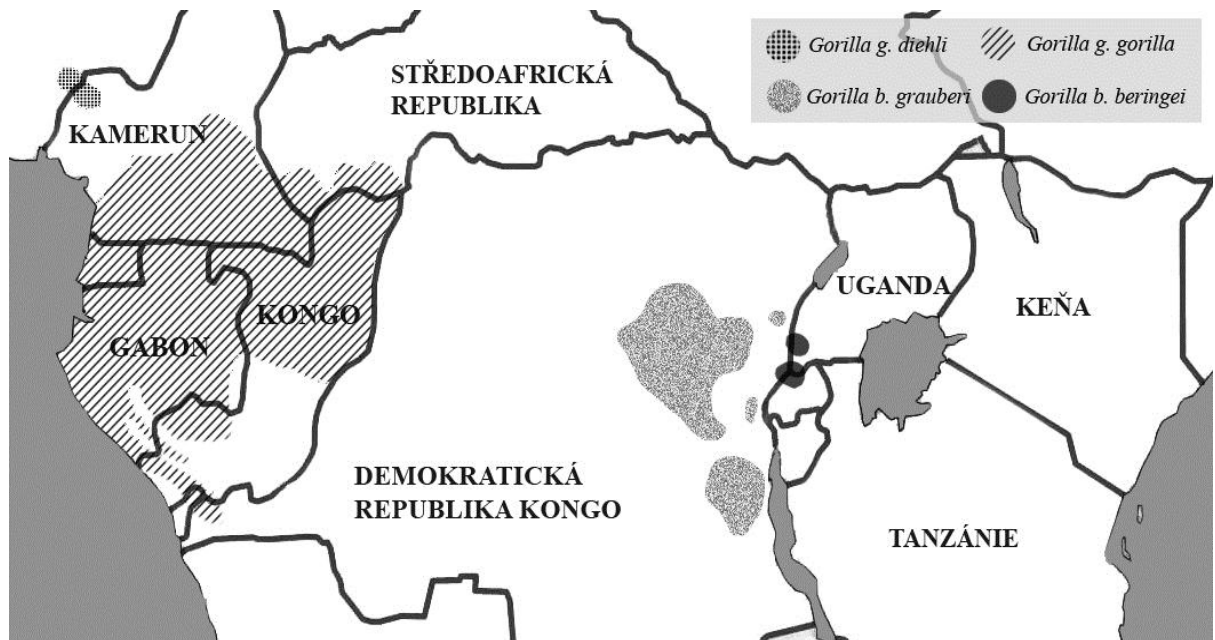 Gorilla g. diehli
Gorilla g. gorilla
Gorilla b. grauberi
Gorilla b. beringei
STŘEDOAFRICKÁ
REPUBLIKA
KAMERUN
UGANDA
KEŇA
KONGO
GABON
DEMOKRATICKÁ
REPUBLIKA KONGO
TANZÁNIE